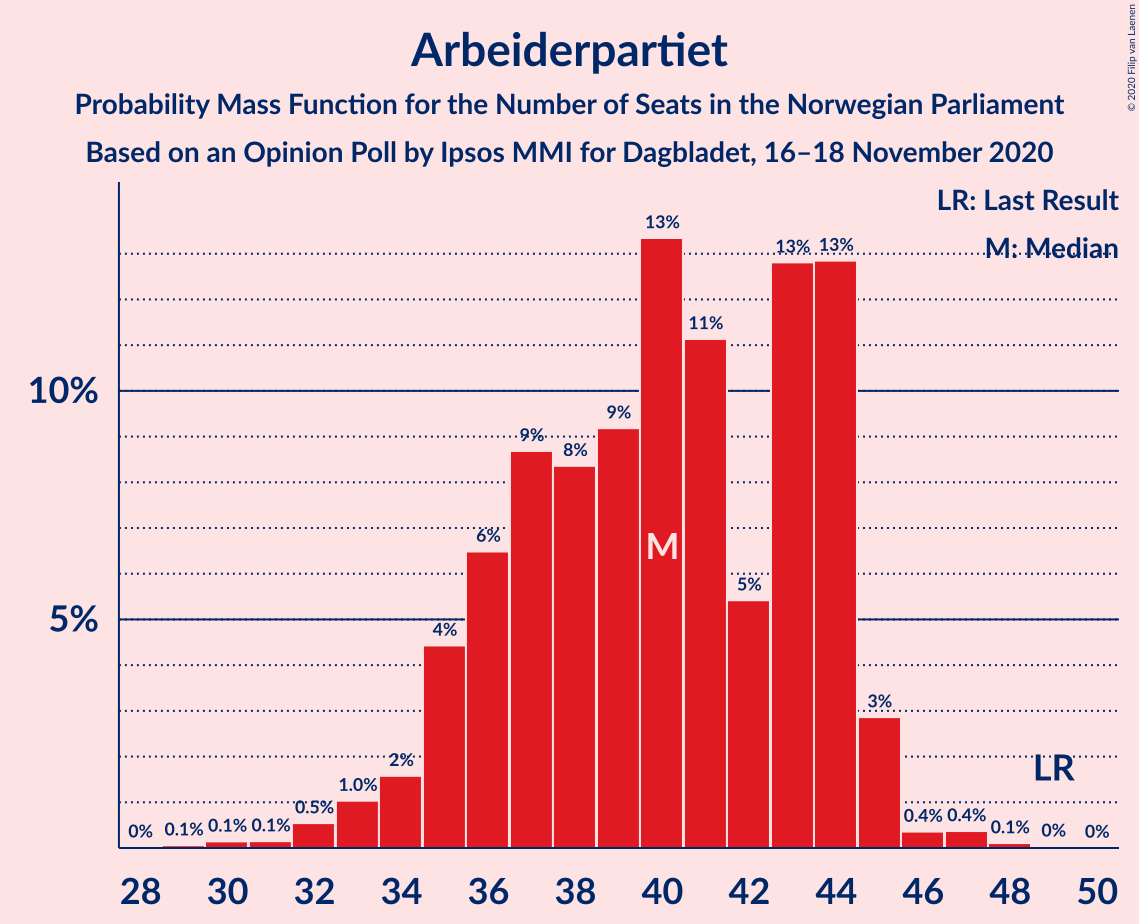 Arbeiderpartiet
Probability Mass Function for the Number of Seats in the Norwegian Parliament
Based on an Opinion Poll by Ipsos MMI for Dagbladet, 16–18 November 2020
© 2020 Filip van Laenen
LR: Last Result
M: Median
10%
5%
0%
0.1%
0.1%
0.1%
0.5%
1.0%
2%
4%
6%
9%
8%
9%
13%
11%
5%
13%
13%
3%
0.4%
0.4%
0.1%
0%
0%
M
LR
28 30 32 34 36 38 40 42 44 46 48 50